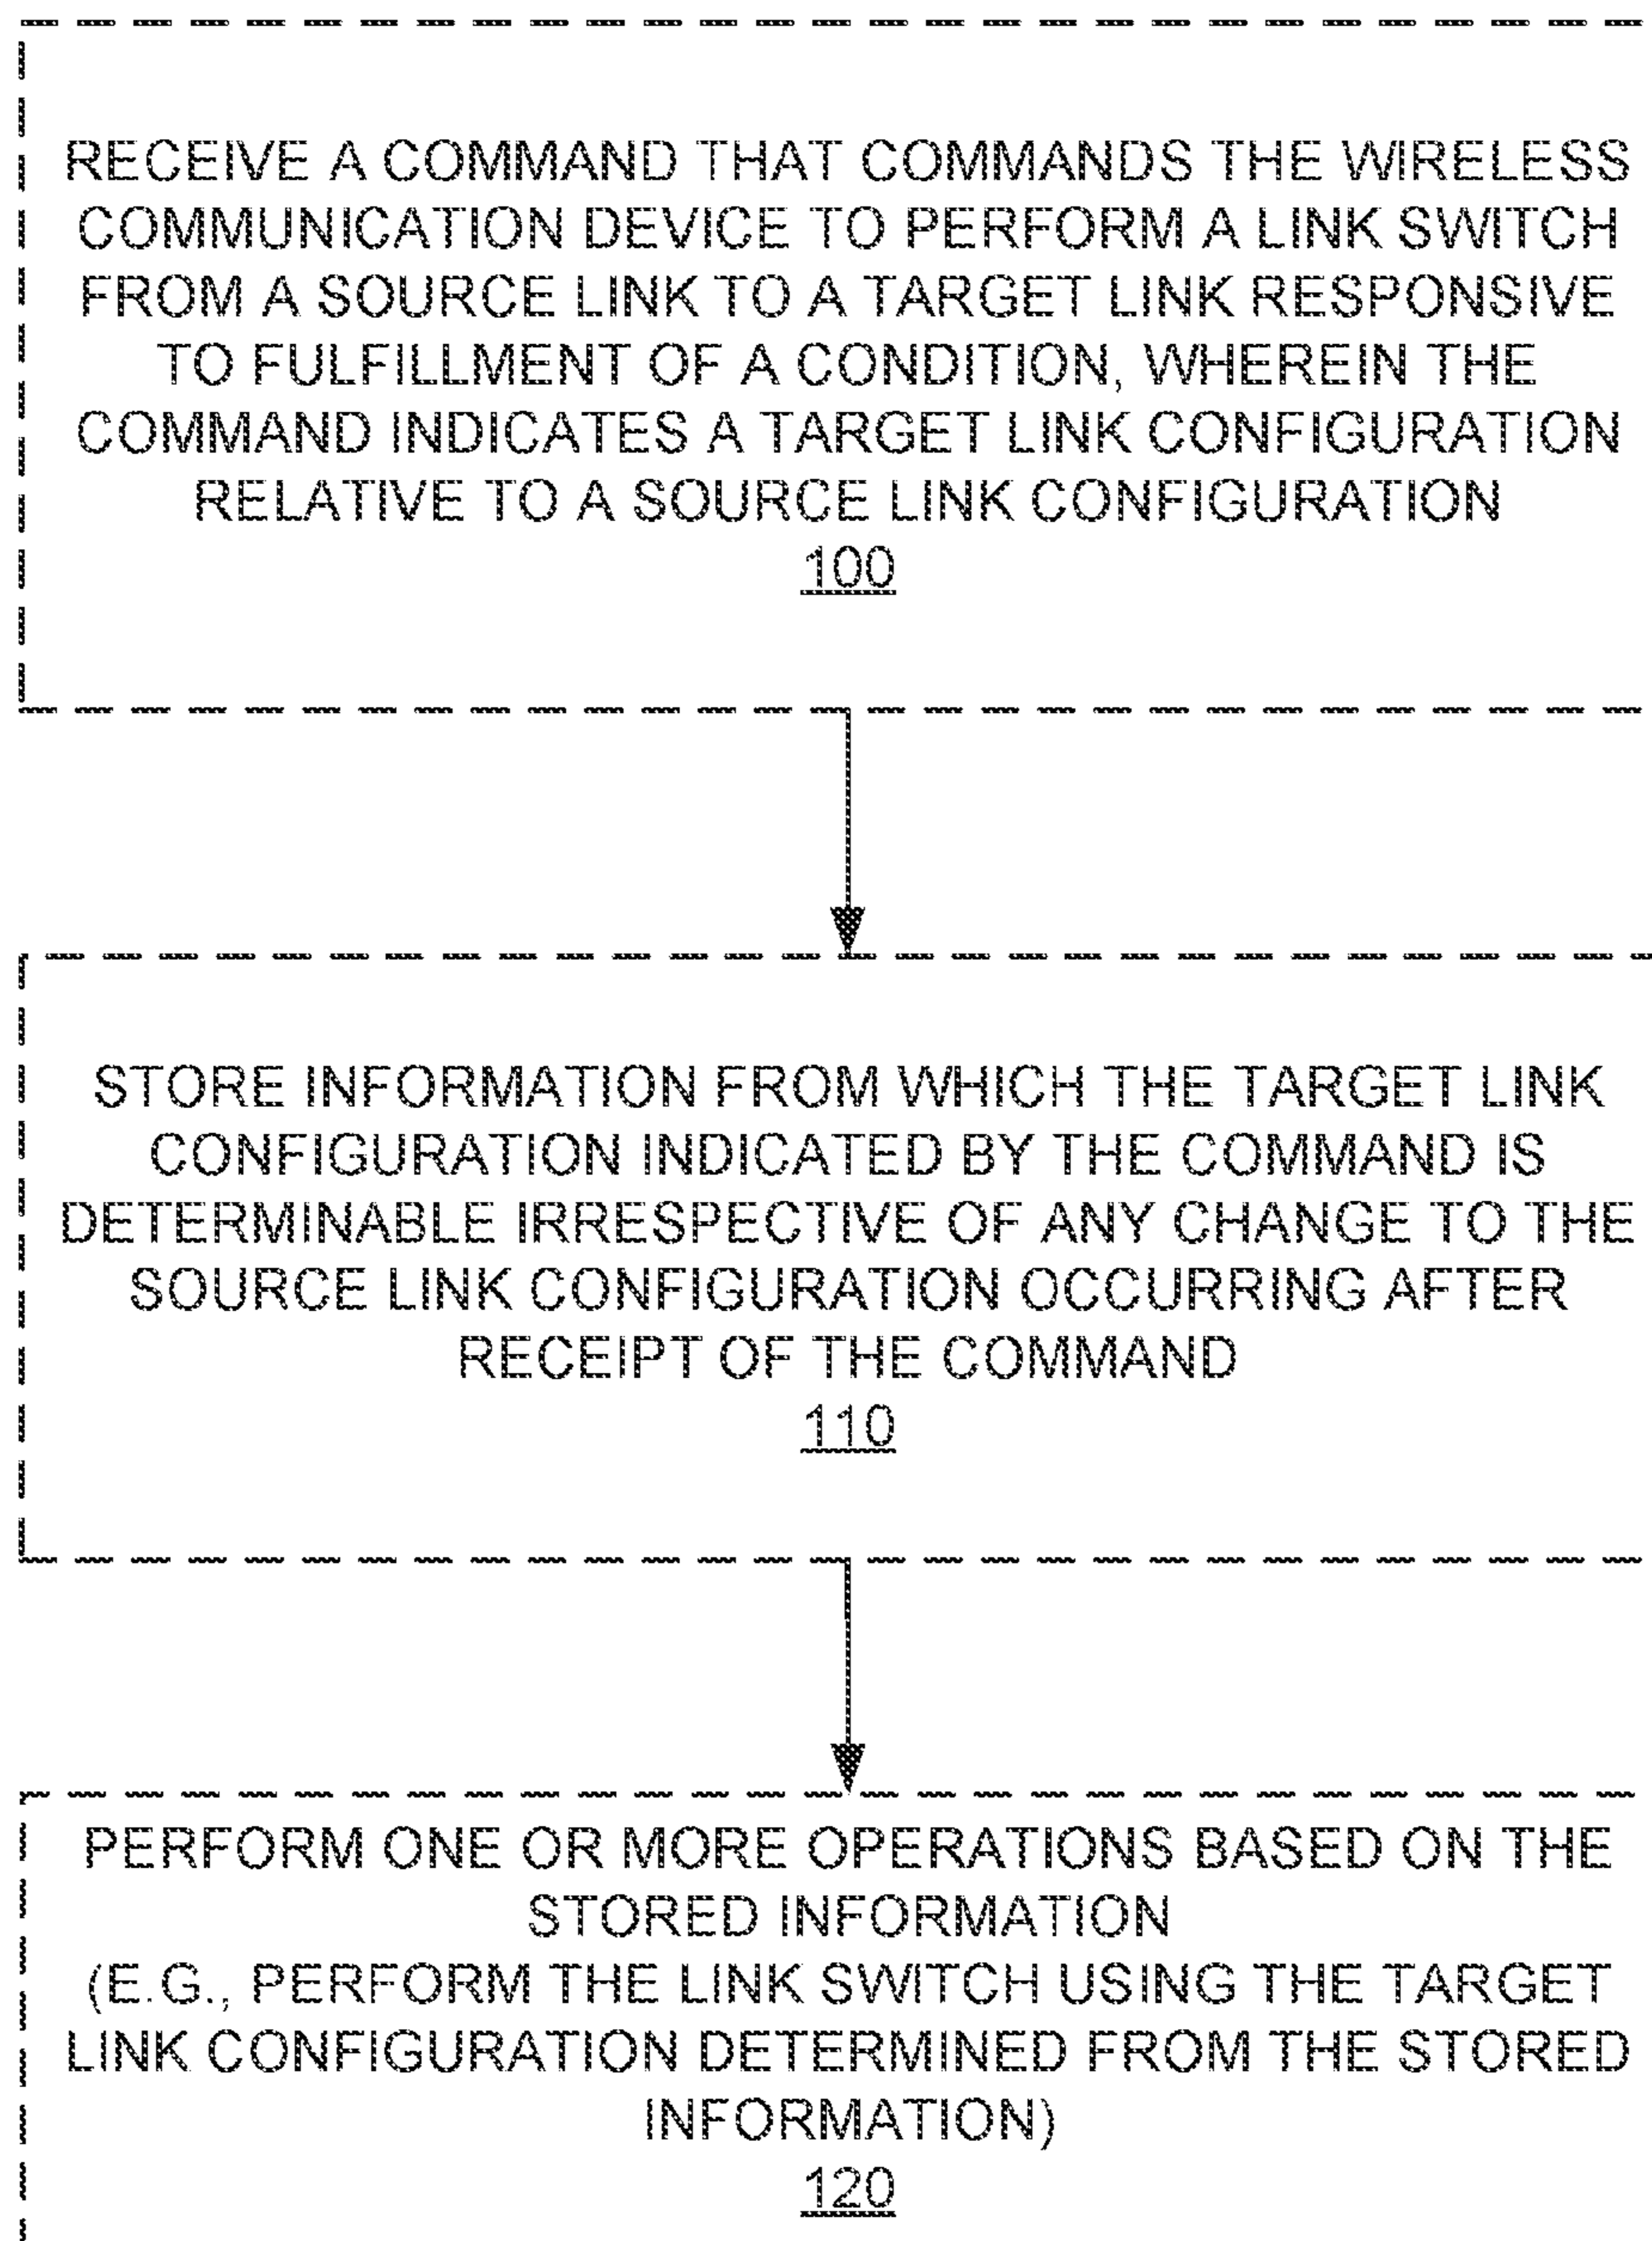 RECEIVE A COMMAND THAT COMMANDS THE WIRELESS
COMMUNICATION DEVICE TO PERFORM A LINK SWITCH
FROM A SOURCE LINK TO A TARGET LINK RESPONSIVE
TO FULFILLMENT OF A CONDITION, WHEREIN THE
COMMAND INDICATES A TARGET LINK CONFIGURATION
RELATIVE TO A SOURCE LINK CONFIGURATION
100
STORE INFORMATION FROM WHICH THE TARGET LINK
CONFIGURATION INDICATED BY THE COMMAND IS
DETERMINABLE IRRESPECTIVE OF ANY CHANGE TO THE
SOURCE LINK CONFIGURATION OCCURRING AFTER
RECEIPT OF THE COMMAND
110
PERFORM ONE OR MORE OPERATIONS BASED ON THE
STORED INFORMATION
(E.G., PERFORM THE LINK SWITCH USING THE TARGET
LINK CONFIGURATION DETERMINED FROM THE STORED
INFORMATION)
120